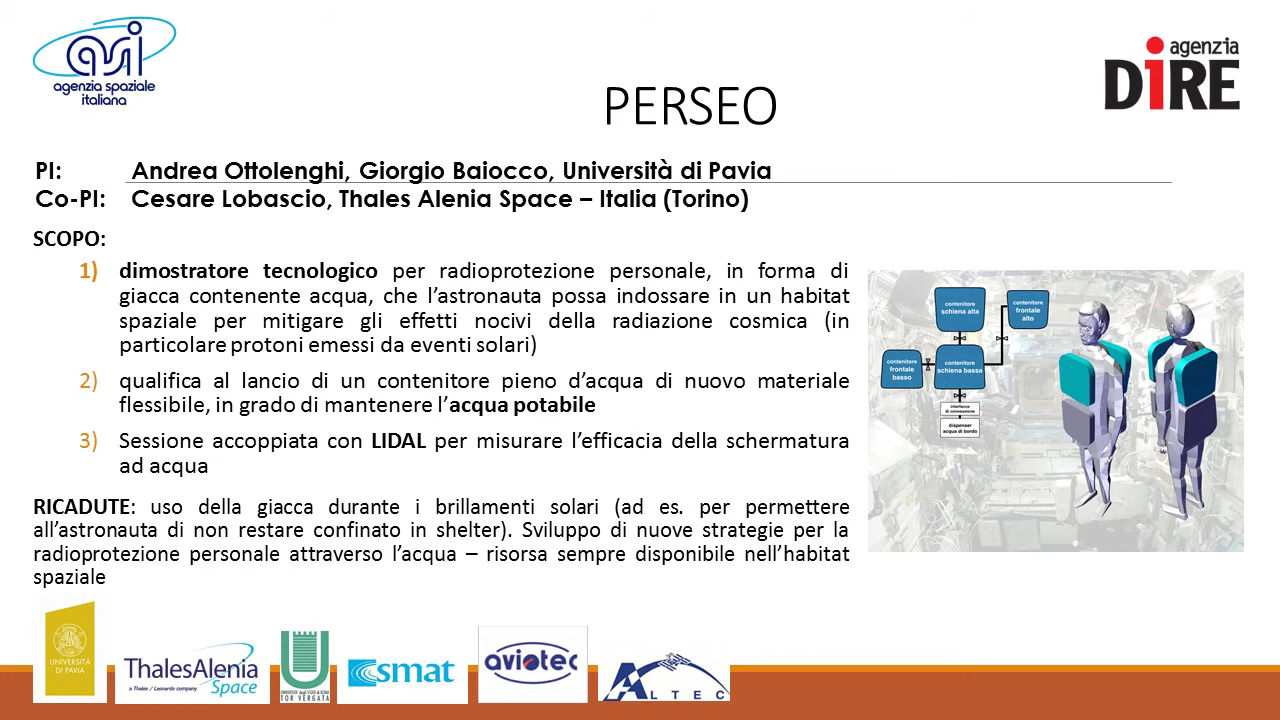 asi
agenzia spaziale
italiana
agenzia
DiRE
PERSEO
PI: Andrea Ottolenghi, Giorgio Baiocco, Università di Pavia
Co-PI: Cesare Lobascio, Thales Alenia Space – Italia (Torino)
SCOPO:
1) dimostratore tecnologico per radioprotezione personale, in forma di
giacca contenente acqua, che l’astronauta possa indossare in un habitat
spaziale per mitigare gli effetti nocivi della radiazione cosmica (in
particolare protoni emessi da eventi solari)
2) qualifica al lancio di un contenitore pieno d’acqua di nuovo materiale
flessibile, in grado di mantenere l’acqua potabile
3) Sessione accoppiata con LIDAL per misurare l’efficacia della schermatura
ad acqua
RICADUTE: uso della giacca durante i brillamenti solari (ad es. per permettere
all’astronauta di non restare confinato in shelter). Sviluppo di nuove strategie per la
radioprotezione personale attraverso l’acqua – risorsa sempre disponibile nell’habitat
spaziale
contenitore
schiena alta
contenitore
frontale
alto
contenitore
frontale
basso
contenitore
schiena bassa
interfacce
di connessione
dispenser
acqua di bordo
UNIVERSITÀ
DI PAVIA
ThalesAlenia
a Thales / Leonardo company
Space
UNIVERSITA' degli STUDI di ROMA
TOR VERGATA
smat
aviotec
ALTEC